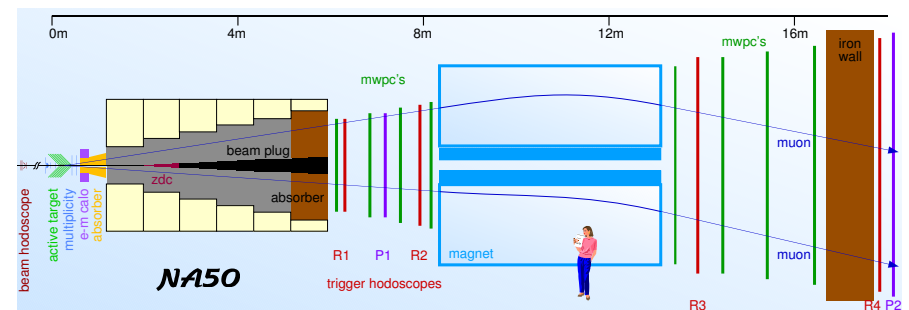 0m 4m 8m 12m 16m
mwpc's
mwpc's
iron
wall
beam plug
zdc
absorber
muon
muon
magnet
beam hodoscope
active target
multiplicity
e-m calo
absorber
R1 P1 R2
trigger hodoscopes
NA50
R3
R4 P2